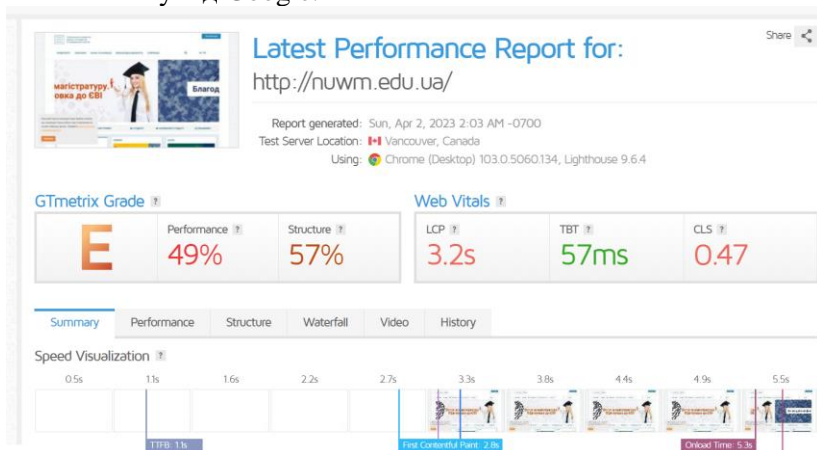 Google.
Latest Performance Report for:
Share
http://nuwm.edu.ua/
магістратуру.
овка до ЄВІ
Благод
Report generated: Sun, Apr 2, 2023 2:03 AM -0700
Test Server Location: Vancouver, Canada
Using: Chrome (Desktop) 103.0.5060.134, Lighthouse 9.6.4
GTmetrix Grade ?
Web Vitals ?
E
Performance ?
49%
Structure ?
57%
LCP ?
3.2s
TBT ?
57ms
CLS ?
0.47
Summary Performance Structure Waterfall Video History
Speed Visualization ?
0.5s 1.1s 1.6s 2.2s 2.7s 3.3s 3.8s 4.4s 4.9s 5.5s
TTFB: 1.1s
First Contentful Paint: 2.8s
Onload Time: 5.3s